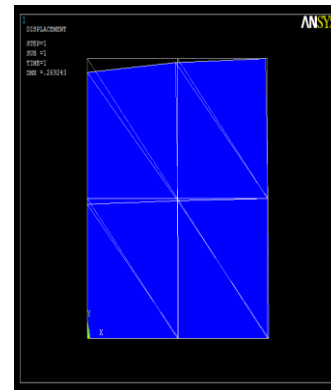 1
ANSYS
DISPLACEMENT
STEP=1
SUB =1
TIME=1
DMX =.269243
Y
X